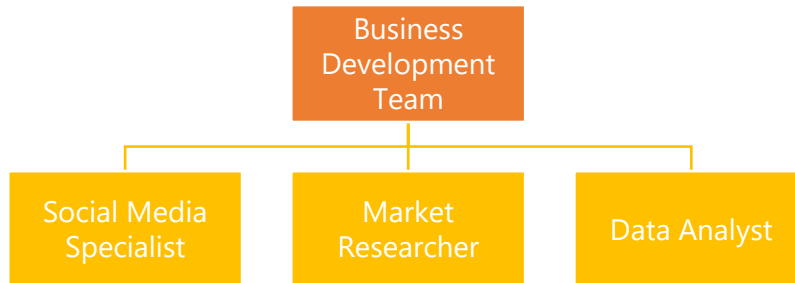 Business
Development
Team
Social Media
Specialist
Market
Researcher
Data Analyst